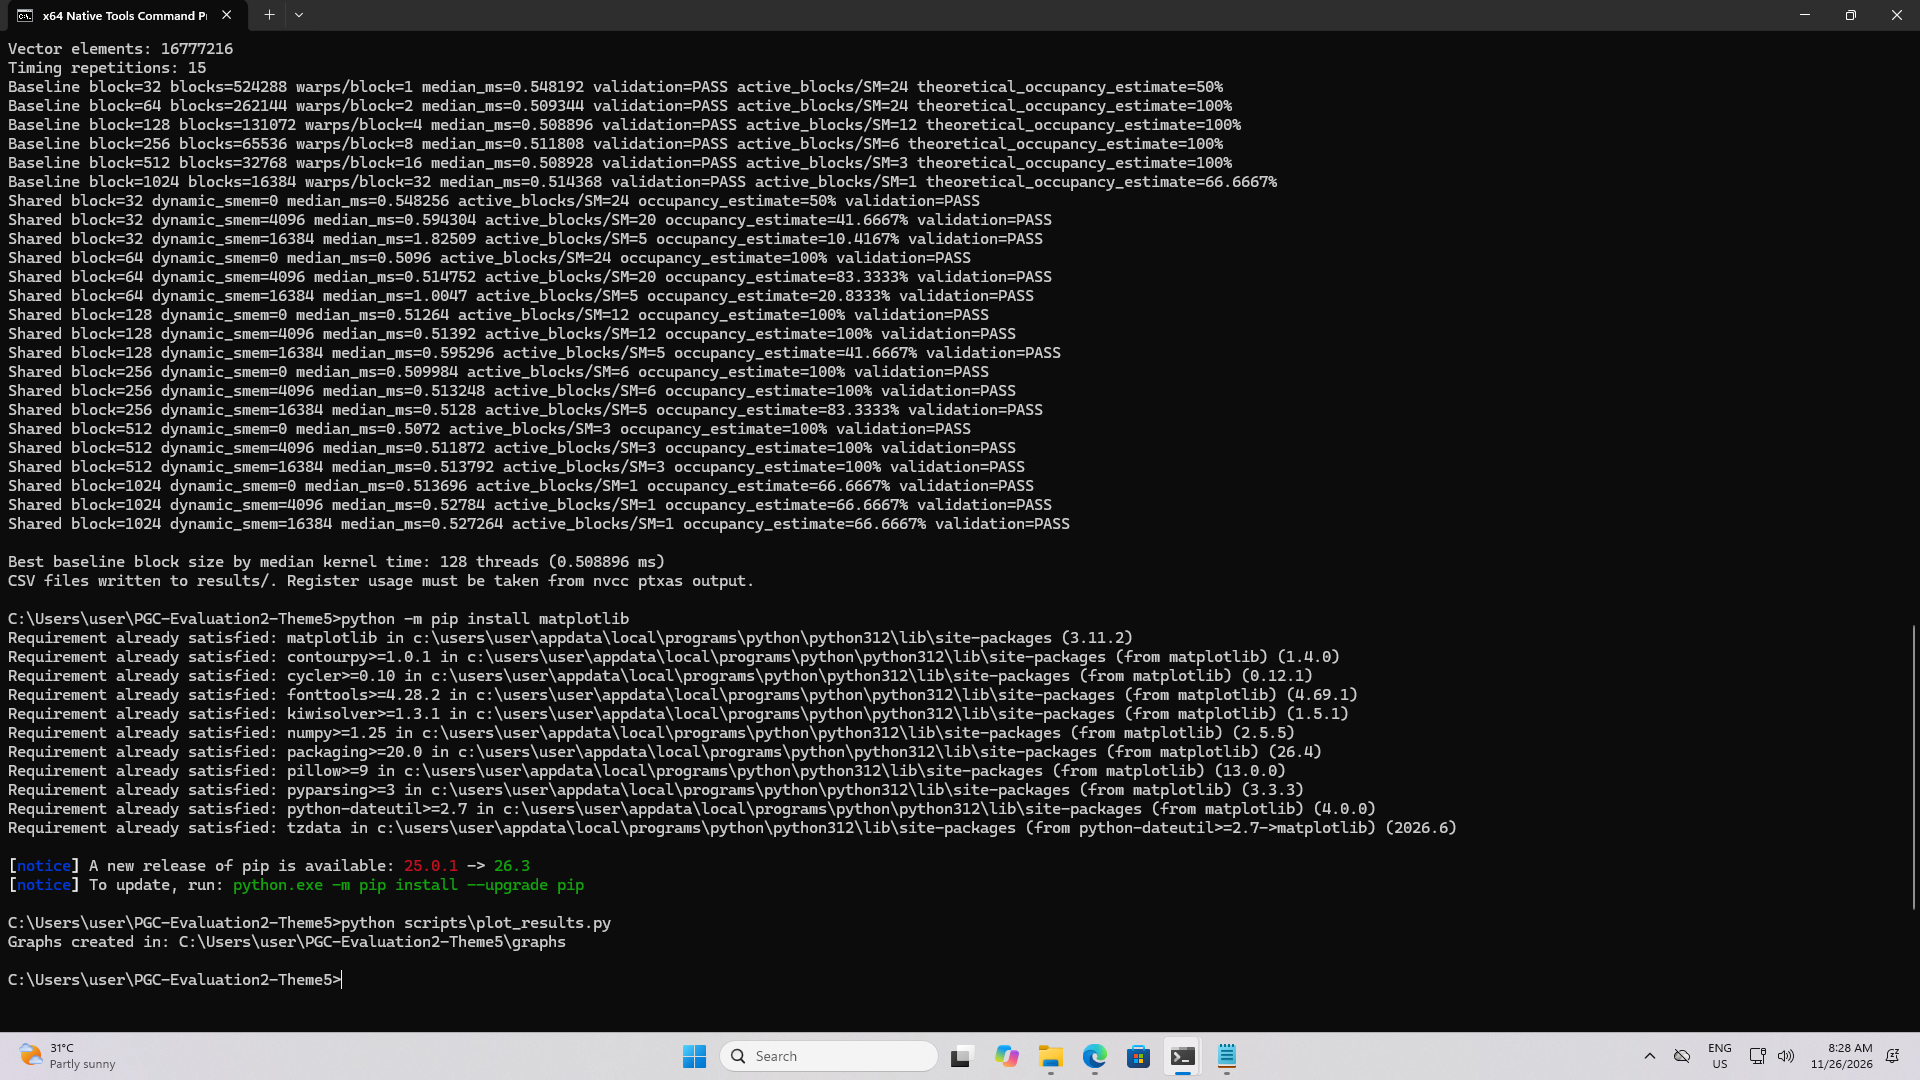 x64 Native Tools Command P
Vector elements: 16777216
Timing repetitions: 15
Baseline block=32 blocks=524288 warps/block=1 median_ms=0.548192 validation=PASS active_blocks/SM=24 theoretical_occupancy_estimate=50%
Baseline block=64 blocks=262144 warps/block=2 median_ms=0.509344 validation=PASS active_blocks/SM=24 theoretical_occupancy_estimate=100%
Baseline block=128 blocks=131072 warps/block=4 median_ms=0.508896 validation=PASS active_blocks/SM=12 theoretical_occupancy_estimate=100%
Baseline block=256 blocks=65536 warps/block=8 median_ms=0.511808 validation=PASS active_blocks/SM=6 theoretical_occupancy_estimate=100%
Baseline block=512 blocks=32768 warps/block=16 median_ms=0.508928 validation=PASS active_blocks/SM=3 theoretical_occupancy_estimate=100%
Baseline block=1024 blocks=16384 warps/block=32 median_ms=0.514368 validation=PASS active_blocks/SM=1 theoretical_occupancy_estimate=66.6667%
Shared block=32 dynamic_smem=0 median_ms=0.548256 active_blocks/SM=24 occupancy_estimate=50% validation=PASS
Shared block=32 dynamic_smem=4096 median_ms=0.594304 active_blocks/SM=20 occupancy_estimate=41.6667% validation=PASS
Shared block=32 dynamic_smem=16384 median_ms=1.82509 active_blocks/SM=5 occupancy_estimate=10.4167% validation=PASS
Shared block=64 dynamic_smem=0 median_ms=0.5096 active_blocks/SM=24 occupancy_estimate=100% validation=PASS
Shared block=64 dynamic_smem=4096 median_ms=0.514752 active_blocks/SM=20 occupancy_estimate=83.3333% validation=PASS
Shared block=64 dynamic_smem=16384 median_ms=1.0047 active_blocks/SM=5 occupancy_estimate=20.8333% validation=PASS
Shared block=128 dynamic_smem=0 median_ms=0.51264 active_blocks/SM=12 occupancy_estimate=100% validation=PASS
Shared block=128 dynamic_smem=4096 median_ms=0.51392 active_blocks/SM=12 occupancy_estimate=100% validation=PASS
Shared block=128 dynamic_smem=16384 median_ms=0.595296 active_blocks/SM=5 occupancy_estimate=41.6667% validation=PASS
Shared block=256 dynamic_smem=0 median_ms=0.509984 active_blocks/SM=6 occupancy_estimate=100% validation=PASS
Shared block=256 dynamic_smem=4096 median_ms=0.513248 active_blocks/SM=6 occupancy_estimate=100% validation=PASS
Shared block=256 dynamic_smem=16384 median_ms=0.5128 active_blocks/SM=5 occupancy_estimate=83.3333% validation=PASS
Shared block=512 dynamic_smem=0 median_ms=0.5072 active_blocks/SM=3 occupancy_estimate=100% validation=PASS
Shared block=512 dynamic_smem=4096 median_ms=0.511872 active_blocks/SM=3 occupancy_estimate=100% validation=PASS
Shared block=512 dynamic_smem=16384 median_ms=0.513792 active_blocks/SM=3 occupancy_estimate=100% validation=PASS
Shared block=1024 dynamic_smem=0 median_ms=0.513696 active_blocks/SM=1 occupancy_estimate=66.6667% validation=PASS
Shared block=1024 dynamic_smem=4096 median_ms=0.52784 active_blocks/SM=1 occupancy_estimate=66.6667% validation=PASS
Shared block=1024 dynamic_smem=16384 median_ms=0.527264 active_blocks/SM=1 occupancy_estimate=66.6667% validation=PASS
Best baseline block size by median kernel time: 128 threads (0.508896 ms)
CSV files written to results/. Register usage must be taken from nvcc ptxas output.
C:\Users\user\PGC-Evaluation2-Theme5>python -m pip install matplotlib
Requirement already satisfied: matplotlib in c:\users\user\appdata\local\programs\python\python312\lib\site-packages (3.11.2)
Requirement already satisfied: contourpy>=1.0.1 in c:\users\user\appdata\local\programs\python\python312\lib\site-packages (from matplotlib) (1.4.0)
Requirement already satisfied: cycler>=0.10 in c:\users\user\appdata\local\programs\python\python312\lib\site-packages (from matplotlib) (0.12.1)
Requirement already satisfied: fonttools>=4.28.2 in c:\users\user\appdata\local\programs\python\python312\lib\site-packages (from matplotlib) (4.69.1)
Requirement already satisfied: kiwisolver>=1.3.1 in c:\users\user\appdata\local\programs\python\python312\lib\site-packages (from matplotlib) (1.5.1)
Requirement already satisfied: numpy>=1.25 in c:\users\user\appdata\local\programs\python\python312\lib\site-packages (from matplotlib) (2.5.5)
Requirement already satisfied: packaging>=20.0 in c:\users\user\appdata\local\programs\python\python312\lib\site-packages (from matplotlib) (26.4)
Requirement already satisfied: pillow>=9 in c:\users\user\appdata\local\programs\python\python312\lib\site-packages (from matplotlib) (13.0.0)
Requirement already satisfied: pyparsing>=3 in c:\users\user\appdata\local\programs\python\python312\lib\site-packages (from matplotlib) (3.3.3)
Requirement already satisfied: python-dateutil>=2.7 in c:\users\user\appdata\local\programs\python\python312\lib\site-packages (from matplotlib) (4.0.0)
Requirement already satisfied: tzdata in c:\users\user\appdata\local\programs\python\python312\lib\site-packages (from python-dateutil>=2.7->matplotlib) (2026.6)
[notice] A new release of pip is available: 25.0.1 -> 26.3
[notice] To update, run: python.exe -m pip install --upgrade pip
C:\Users\user\PGC-Evaluation2-Theme5>python scripts\plot_results.py
Graphs created in: C:\Users\user\PGC-Evaluation2-Theme5\graphs
C:\Users\user\PGC-Evaluation2-Theme5>
31°C
Partly sunny
Search
ENG
US
8:28 AM
11/26/2026